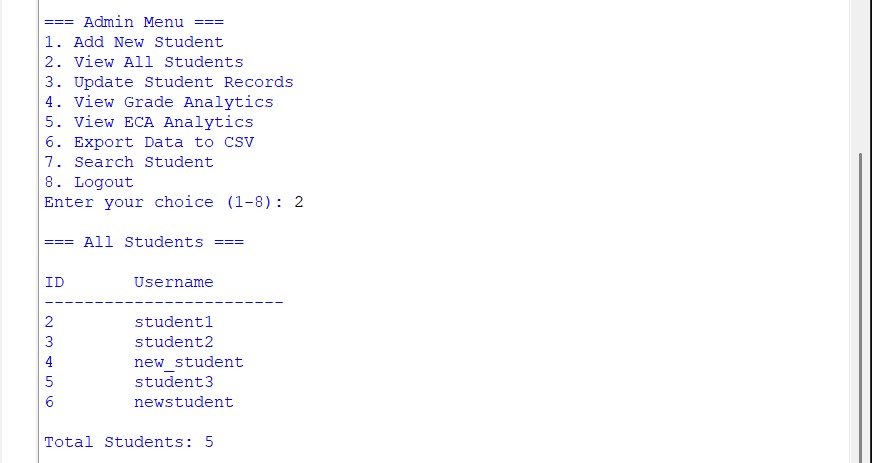 === Admin Menu ===
1. Add New Student
2. View All Students
3. Update Student Records
4. View Grade Analytics
5. View ECA Analytics
6. Export Data to CSV
7. Search Student
8. Logout
Enter your choice (1-8): 2
=== All Students ===
ID Username
------------------------
2 student1
3 student2
4 new_student
5 student3
6 newstudent
Total Students: 5